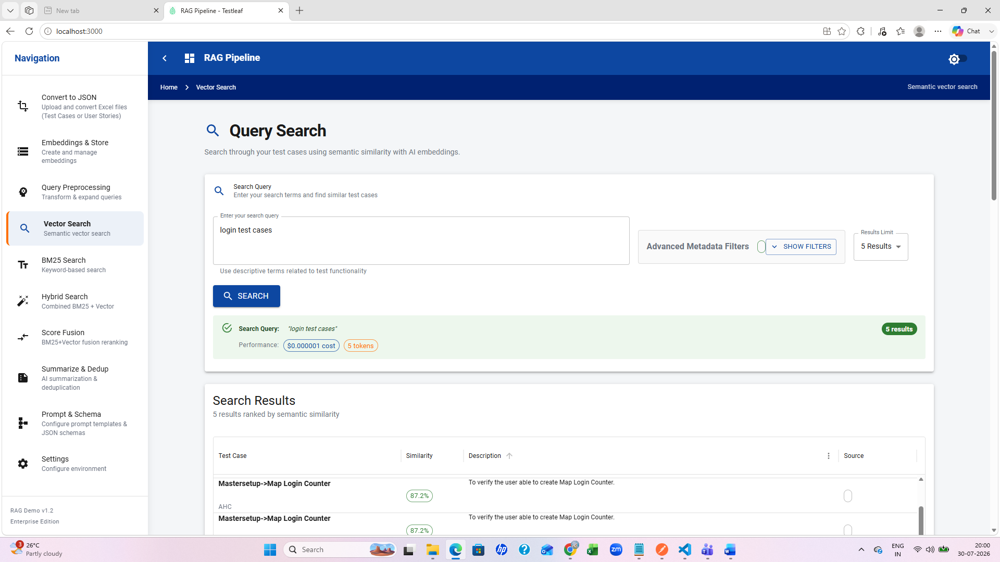 New tab
RAG Pipeline - Testleaf
localhost:3000
Chat
Navigation
RAG Pipeline
Home
Vector Search
Semantic vector search
Convert to JSON
Upload and convert Excel files
(Test Cases or User Stories)
Embeddings & Store
Create and manage
embeddings
Query Preprocessing
Transform & expand queries
Vector Search
Semantic vector search
BM25 Search
Keyword-based search
Hybrid Search
Combined BM25 + Vector
Score Fusion
BM25+Vector fusion reranking
Summarize & Dedup
AI summarization &
deduplication
Prompt & Schema
Configure prompt templates &
JSON schemas
Settings
Configure environment
RAG Demo v1.2
Enterprise Edition
Query Search
Search through your test cases using semantic similarity with AI embeddings.
Search Query
Enter your search terms and find similar test cases
Enter your search query
login test cases
Use descriptive terms related to test functionality
Advanced Metadata Filters
SHOW FILTERS
Results Limit
5 Results
SEARCH
Search Query: "login test cases"
5 results
Performance: $0.000001 cost 5 tokens
Search Results
5 results ranked by semantic similarity
Test Case Similarity Description Source
Mastersetup->Map Login Counter
87.2%
To verify the user able to create Map Login Counter.
AHC
Mastersetup->Map Login Counter
87.2%
To verify the user able to create Map Login Counter.
3
26°C
Partly cloudy
Search
hp
zm
ENG
IN
20:00
30-07-2026